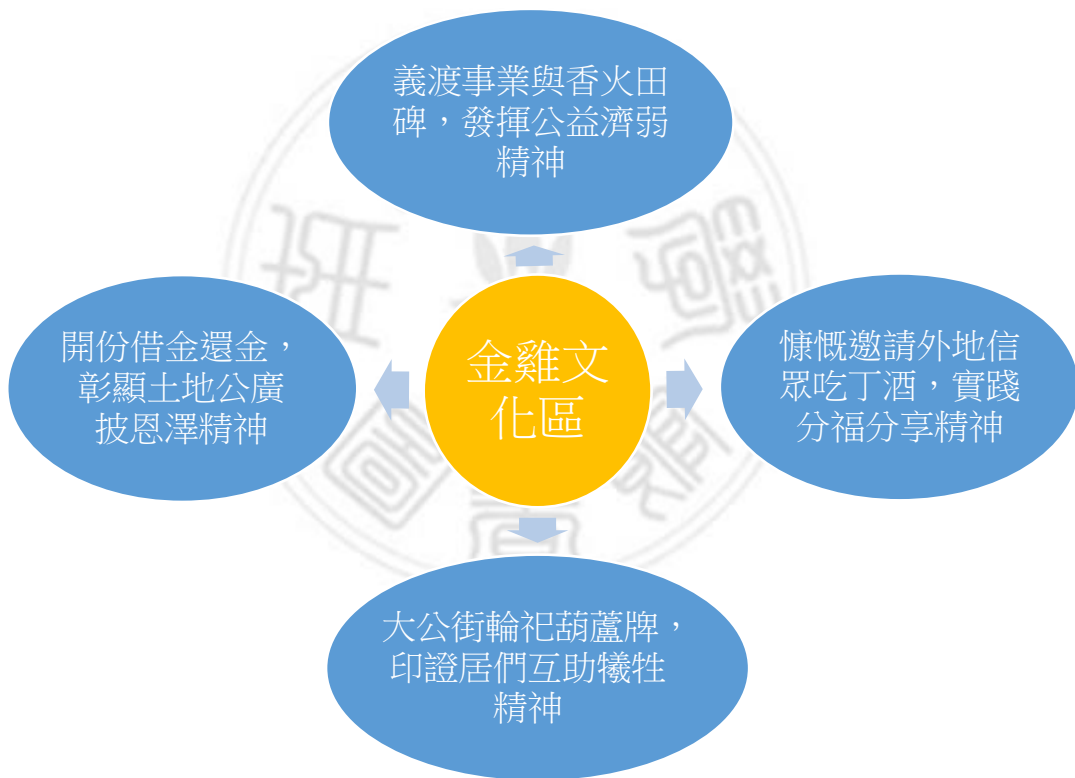 義渡事業與香火田
碑，發揮公益濟弱
精神
開份借金還金，
彰顯土地公廣
披恩澤精神
金雞文
化區
慷慨邀請外地信
眾吃丁酒，實踐
分福分享精神
大公街輪祀葫蘆牌，
印證居們互助犧牲
精神